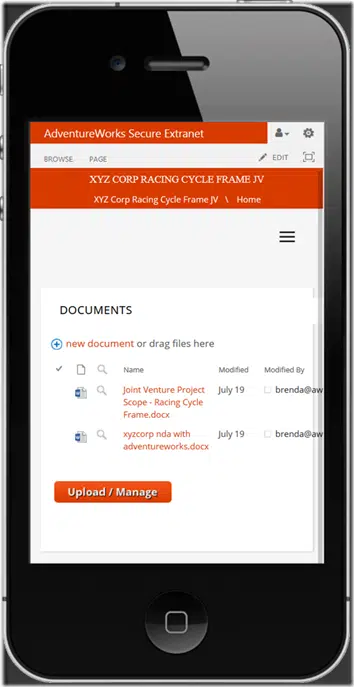 AdventureWorks Secure Extranet
BROWSE PAGE EDIT
XYZ CORP RACING CYCLE FRAME JV
XYZ Corp Racing Cycle Frame JV \ Home
DOCUMENTS
new document or drag files here
Name Modified Modified By
Joint Venture Project July 19 brenda@aw
Scope - Racing Cycle
Frame.docx
xyzcorp nda with July 19 brenda@aw
adventureworks.docx
Upload / Manage